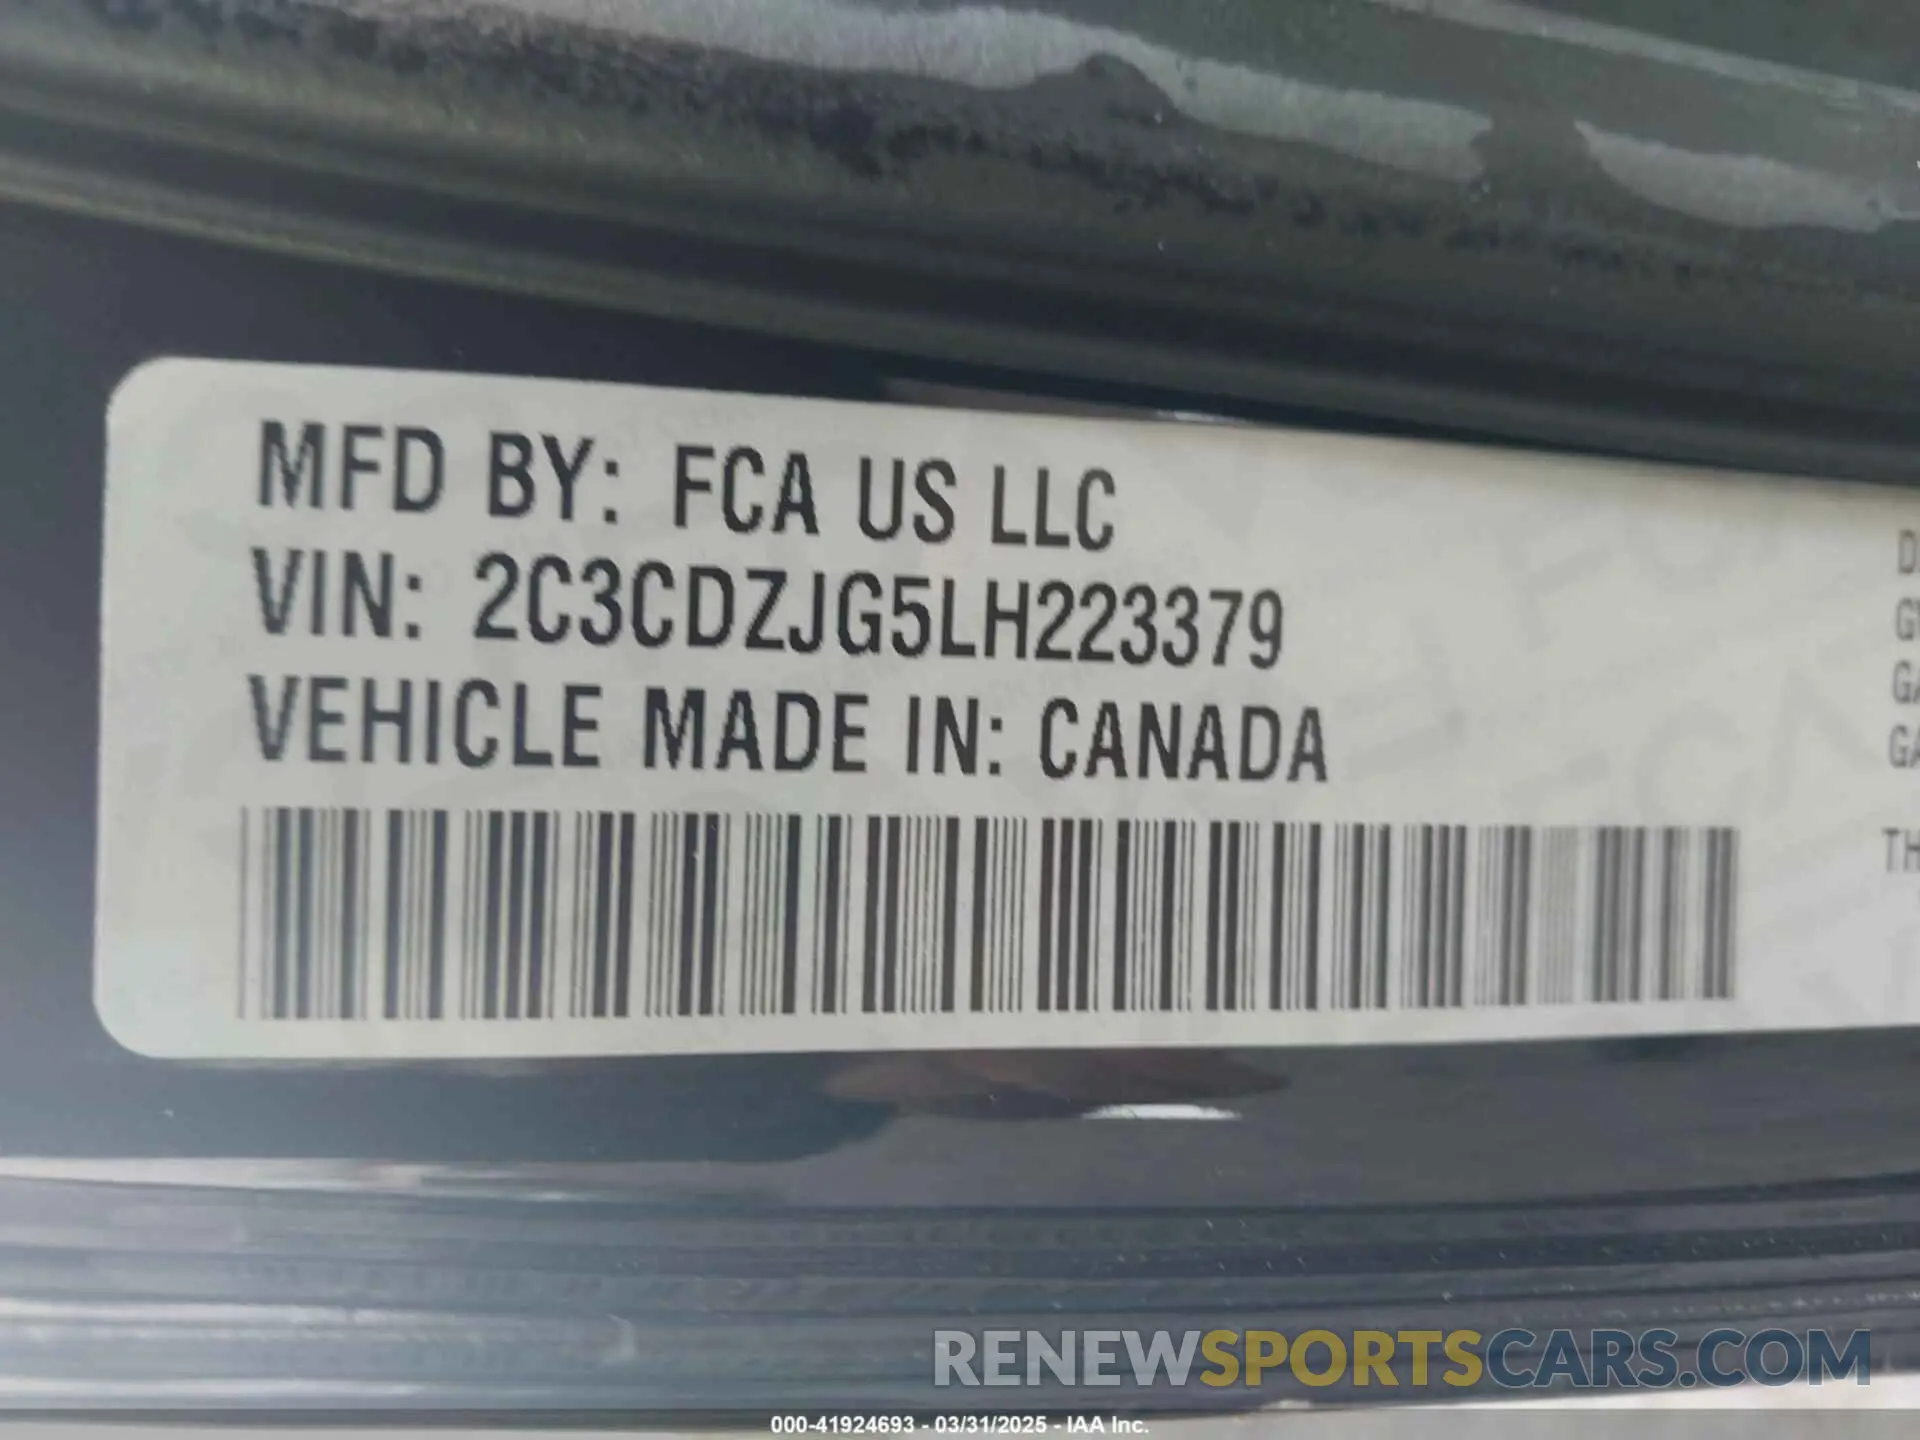 MFD BY: FCA US LLC
VIN: 2C3CDZJG5LH223379
VEHICLE MADE IN: CANADA
TH
RENEWSPORTSCARS.COM
000-41924693 - 03/31/2025 - IAA Inc.